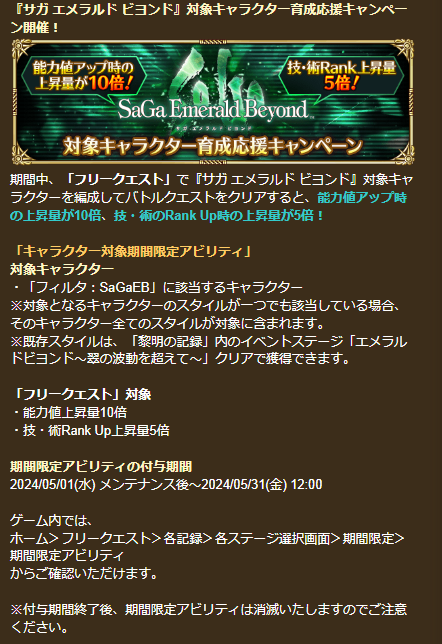 『サガ エメラルド ビヨンド』対象キャラクター育成応援キャンペー
ン開催！
能力値アップ時の
上昇量が10倍！
技・術Rank上昇量
5倍！
SaGa Emerald Beyond
サガ エメラルド ビヨンド
対象キャラクター育成応援キャンペーン
期間中、「フリークエスト」で『サガ エメラルド ビヨンド』対象キャ
ラクターを編成してバトルクエストをクリアすると、能力値アップ時
の上昇量が10倍、技・術のRank Up時の上昇量が5倍！
「キャラクター対象期間限定アビリティ」
対象キャラクター
・「フィルタ：SaGaEB」に該当するキャラクター
※対象となるキャラクターのスタイルが一つでも該当している場合、
そのキャラクター全てのスタイルが対象に含まれます。
※既存スタイルは、「黎明の記録」内のイベントステージ「エメラル
ドビヨンド～翠の波動を超えて～」クリアで獲得できます。
「フリークエスト」対象
・能力値上昇量10倍
・技・術Rank Up上昇量5倍
期間限定アビリティの付与期間
2024/05/01(水) メンテナンス後～2024/05/31(金) 12:00
ゲーム内では、
ホーム＞フリークエスト＞各記録＞各ステージ選択画面＞期間限定＞
期間限定アビリティ
からご確認いただけます。
※付与期間終了後、期間限定アビリティは消滅いたしますのでご注意
ください。